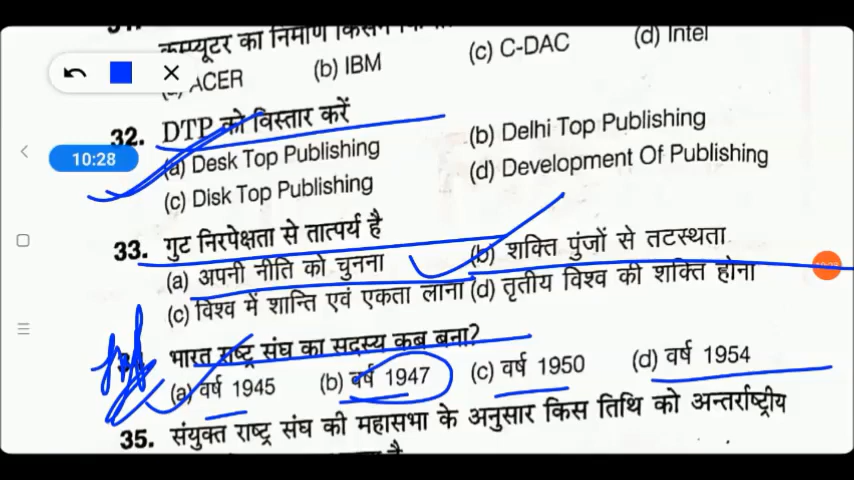 कम्प्यूटर का निर्माण किसने
(c) C-DAC (d) Intel
ACER (b) IBM
32. DTP को विस्तार करें
(a) Desk Top Publishing (b) Delhi Top Publishing
(c) Disk Top Publishing (d) Development Of Publishing
10:28
33. गुट निरपेक्षता से तात्पर्य है
(a) अपनी नीति को चुनना (b) शक्ति पुंजों से तटस्थता
(c) विश्व में शान्ति एवं एकता लाना (d) तृतीय विश्व की शक्ति होना
भारत राष्ट्र संघ का सदस्य कब बना?
(a) वर्ष 1945 (b) वर्ष 1947 (c) वर्ष 1950 (d) वर्ष 1954
35. संयुक्त राष्ट्र संघ की महासभा के अनुसार किस तिथि को अन्तर्राष्ट्रीय